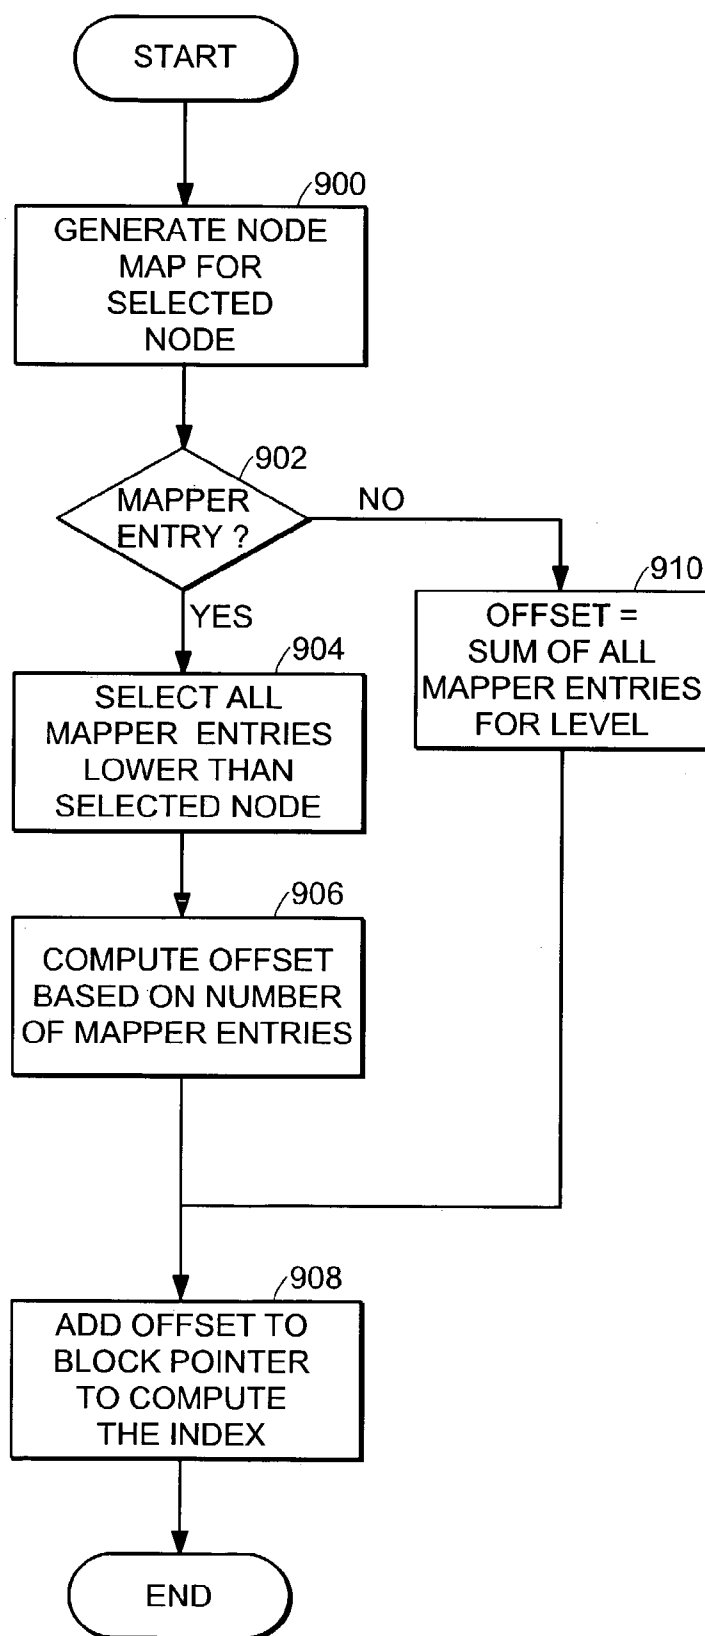 START
900
GENERATE NODE
MAP FOR
SELECTED
NODE
902
MAPPER
ENTRY ?
NO
YES
910
OFFSET =
SUM OF ALL
MAPPER ENTRIES
FOR LEVEL
904
SELECT ALL
MAPPER ENTRIES
LOWER THAN
SELECTED NODE
906
COMPUTE OFFSET
BASED ON NUMBER
OF MAPPER ENTRIES
908
ADD OFFSET TO
BLOCK POINTER
TO COMPUTE
THE INDEX
END